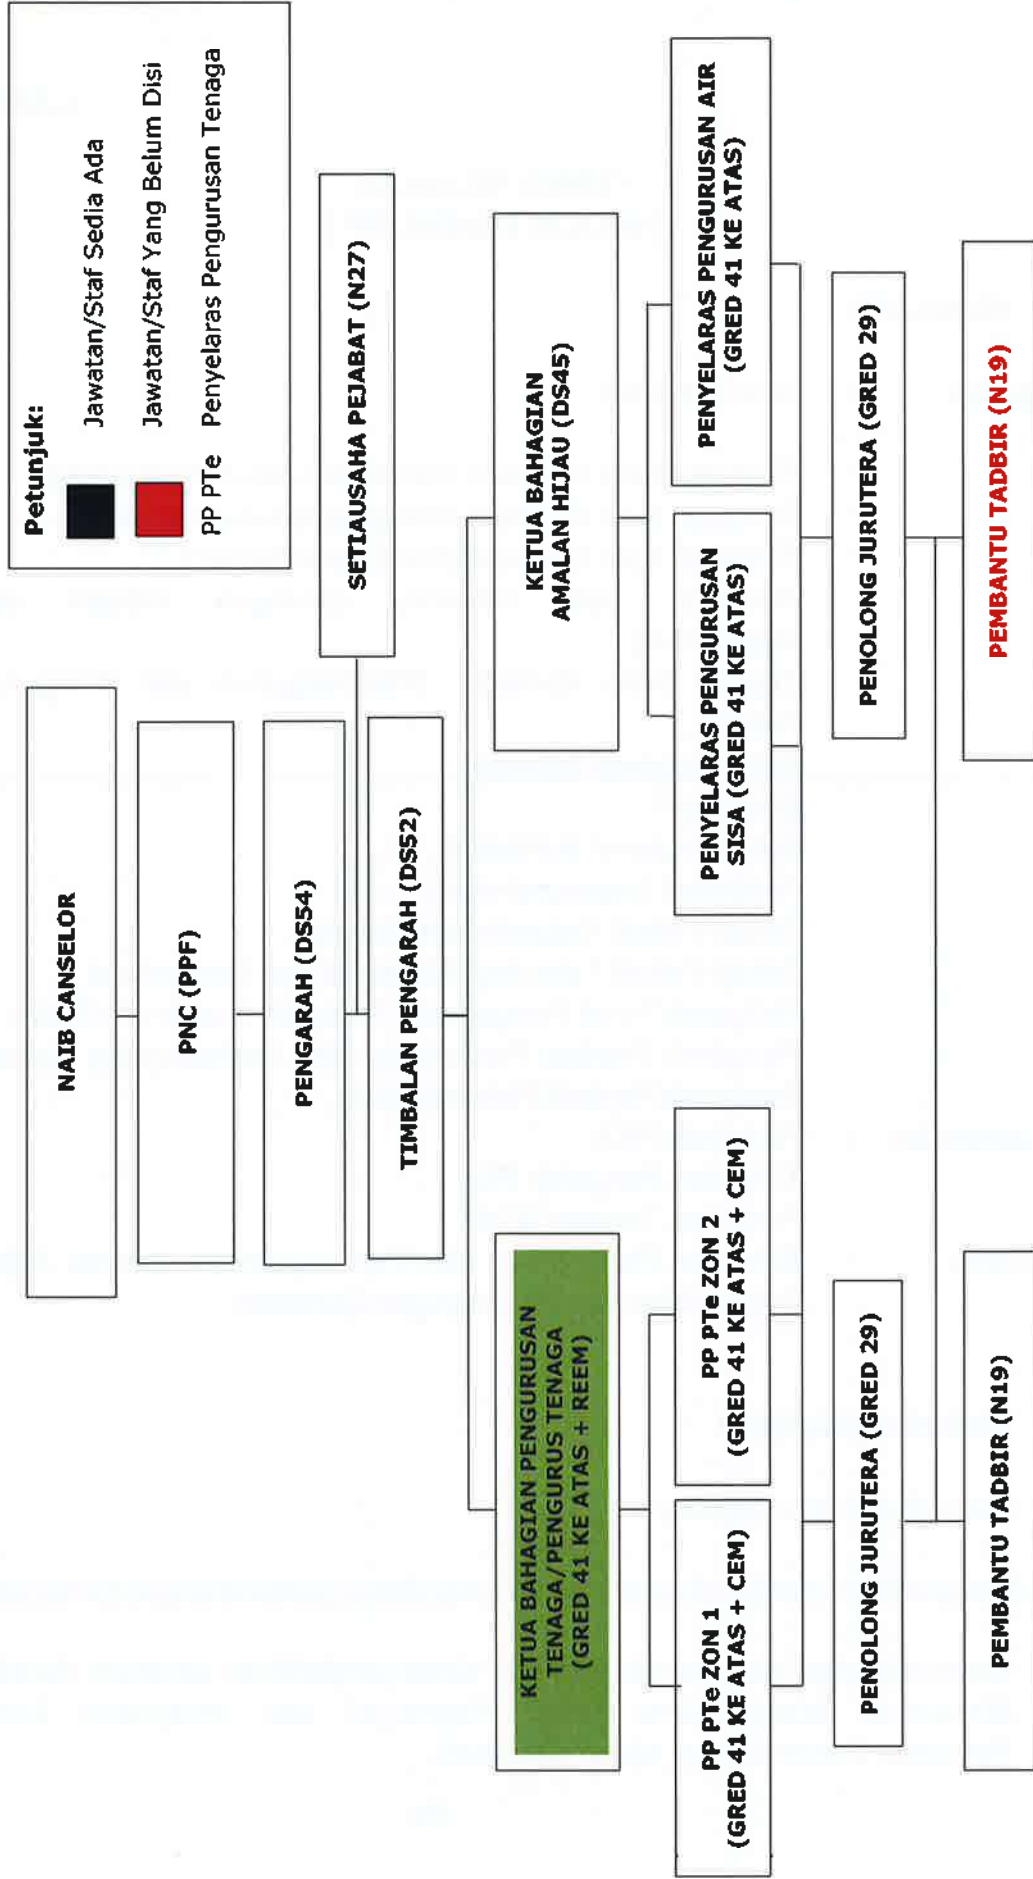 Petunjuk:
Jawatan/Staf Sedia Ada
Jawatan/Staf Yang Belum Disi
PP PTe Penyelaras Pengurusan Tenaga
NAIB CANSELOR
PNC (PPF)
PENGARAH (DS54)
SETIAUSAHA PEJABAT (N27)
TIMBALAN PENGARAH (DS52)
KETUA BAHAGIAN PENGURUSAN
TENAGA/PENGURUS TENAGA
(GRED 41 KE ATAS + REEM)
KETUA BAHAGIAN
AMALAN HIJAU (DS45)
PP PTe ZON 1
(GRED 41 KE ATAS + CEM)
PP PTe ZON 2
(GRED 41 KE ATAS + CEM)
PENYELARAS PENGURUSAN
SISA (GRED 41 KE ATAS)
PENYELARAS PENGURUSAN AIR
(GRED 41 KE ATAS)
PENOLONG JURUTERA (GRED 29)
PENOLONG JURUTERA (GRED 29)
PEMBANTU TADBIR (N19)
PEMBANTU TADBIR (N19)